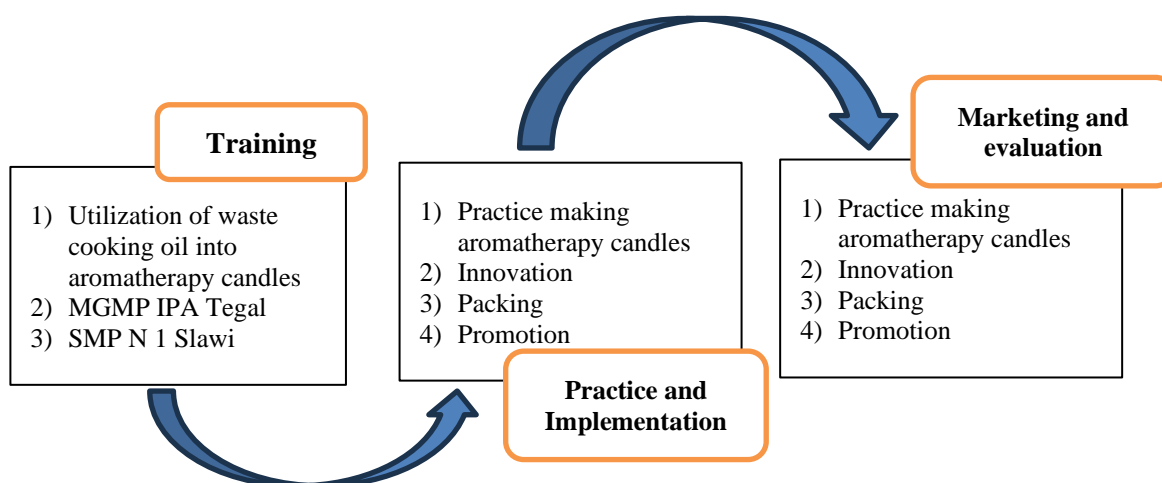 Training
1) Utilization of waste
cooking oil into
aromatherapy candles
2) MGMP IPA Tegal
3) SMP N 1 Slawi
1) Practice making
aromatherapy candles
2) Innovation
3) Packing
4) Promotion
Practice and
Implementation
Marketing and
evaluation
1) Practice making
aromatherapy candles
2) Innovation
3) Packing
4) Promotion